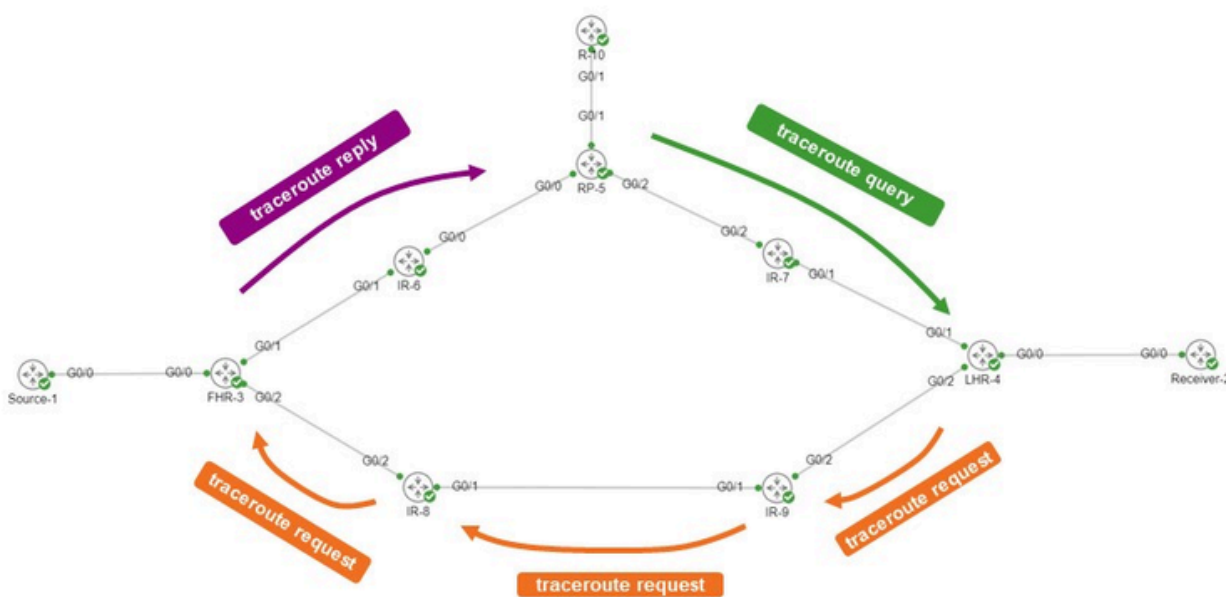 R-10
G0/1
G0/1
traceroute reply
traceroute query
G0/0
RP-5
G0/2
G0/0
G0/2
IR-6
G0/1
IR-7
G0/1
G0/1
G0/1
G0/0
G0/0
Source-1
FHR-3
G0/2
LHR-4
G0/0
G0/0
Receiver-2
G0/2
traceroute request
G0/2
IR-8
G0/1
G0/1
IR-9
G0/2
traceroute request
traceroute request